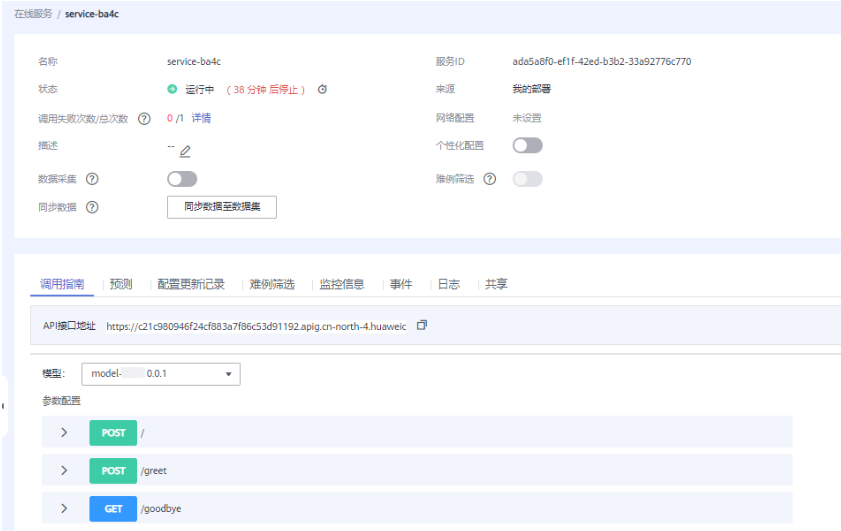 在线服务 / service-ba4c
名称 service-ba4c 服务ID ada5a8f0-ef1f-42ed-b3b2-33a92776c770
状态 运行中 （38 分钟 后停止） 来源 我的部署
调用失败次数/总次数 ? 0 /1 详情 网络配置 未设置
描述 -- 个性化配置
数据采集 ? 难例筛选 ?
同步数据 ? 同步数据至数据集
调用指南 | 预测 | 配置更新记录 | 难例筛选 | 监控信息 | 事件 | 日志 | 共享
API接口地址 https://c21c980946f24cf883a7f86c53d91192.apig.cn-north-4.huaweic
模型： model- 0.0.1
参数配置
POST /
POST /greet
GET /goodbye